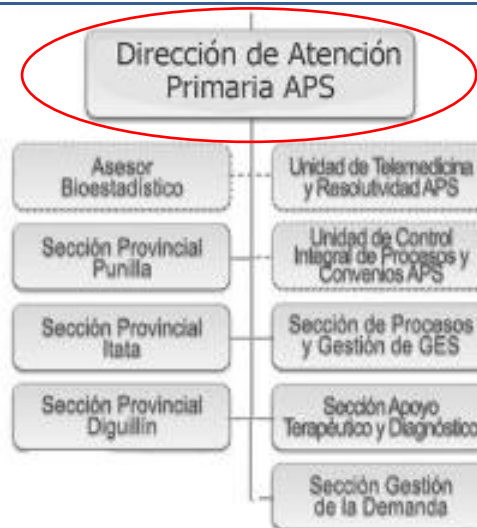 Dirección de Atención
Primaria APS
Asesor
Bioestadístico
Unidad de Telemedicina
y Resolutividad APS
Sección Provincial
Punilla
Unidad de Control
Integral de Procesos y
Convenios APS
Sección Provincial
Itata
Sección de Procesos
y Gestión de GES
Sección Provincial
Diguillín
Sección Apoyo
Terapéutico y Diagnóstico
Sección Gestión
de la Demanda